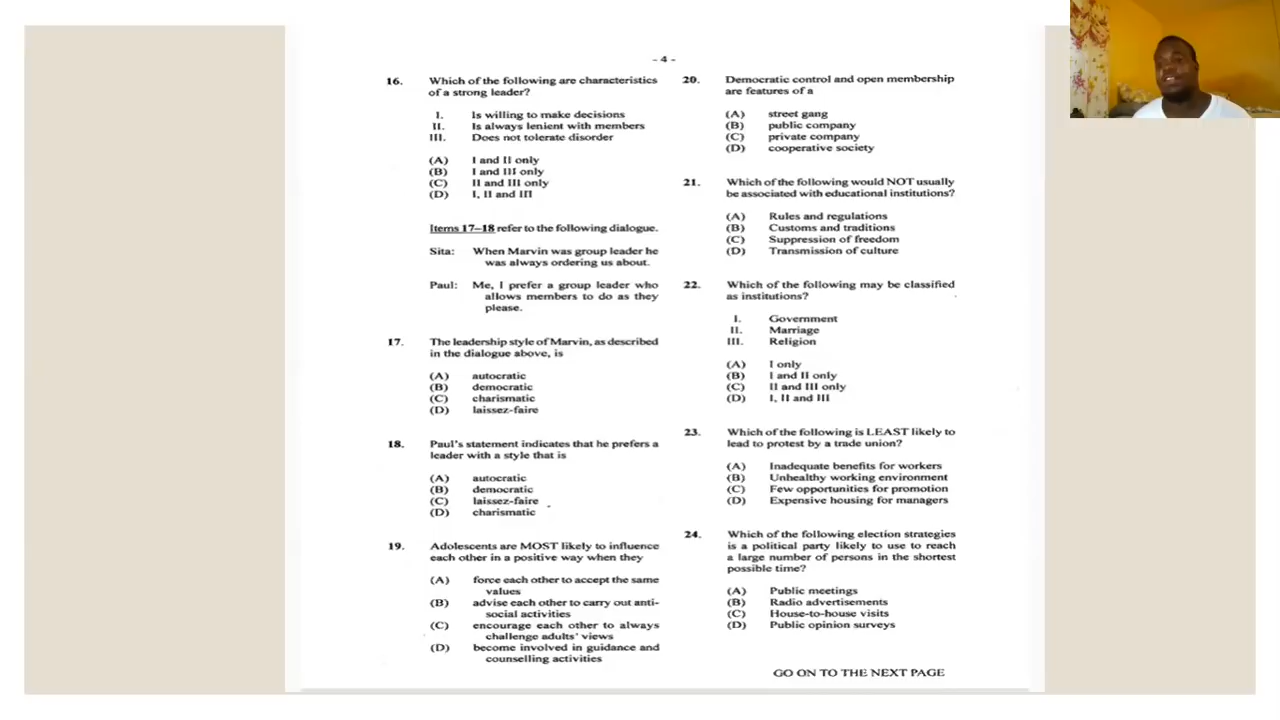 - 4 -
16. Which of the following are characteristics
of a strong leader?
I. Is willing to make decisions
II. Is always lenient with members
III. Does not tolerate disorder
(A) I and II only
(B) I and III only
(C) II and III only
(D) I, II and III
Items 17–18 refer to the following dialogue.
Sita: When Marvin was group leader he
was always ordering us about.
Paul: Me, I prefer a group leader who
allows members to do as they
please.
17. The leadership style of Marvin, as described
in the dialogue above, is
(A) autocratic
(B) democratic
(C) charismatic
(D) laissez-faire
18. Paul's statement indicates that he prefers a
leader with a style that is
(A) autocratic
(B) democratic
(C) laissez-faire
(D) charismatic
19. Adolescents are MOST likely to influence
each other in a positive way when they
(A) force each other to accept the same
values
(B) advise each other to carry out anti-
social activities
(C) encourage each other to always
challenge adults' views
(D) become involved in guidance and
counselling activities
20. Democratic control and open membership
are features of a
(A) street gang
(B) public company
(C) private company
(D) cooperative society
21. Which of the following would NOT usually
be associated with educational institutions?
(A) Rules and regulations
(B) Customs and traditions
(C) Suppression of freedom
(D) Transmission of culture
22. Which of the following may be classified
as institutions?
I. Government
II. Marriage
III. Religion
(A) I only
(B) I and II only
(C) II and III only
(D) I, II and III
23. Which of the following is LEAST likely to
lead to protest by a trade union?
(A) Inadequate benefits for workers
(B) Unhealthy working environment
(C) Few opportunities for promotion
(D) Expensive housing for managers
24. Which of the following election strategies
is a political party likely to use to reach
a large number of persons in the shortest
possible time?
(A) Public meetings
(B) Radio advertisements
(C) House-to-house visits
(D) Public opinion surveys
GO ON TO THE NEXT PAGE